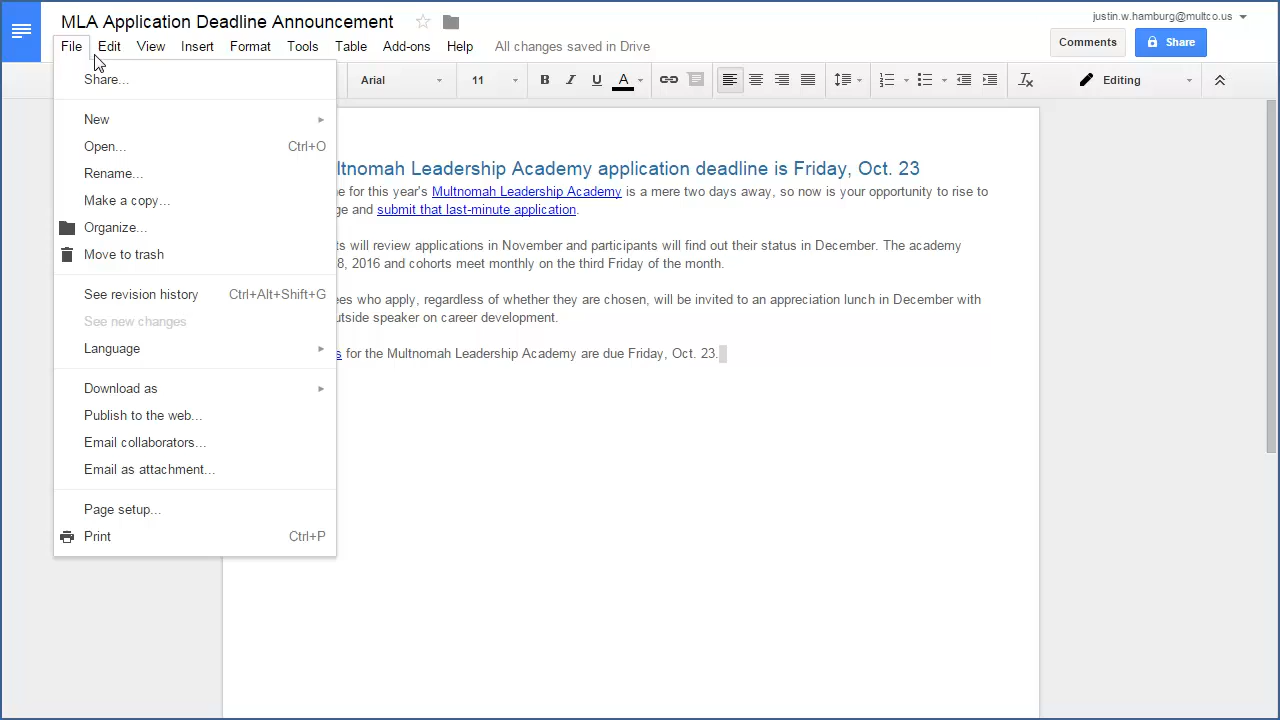 MLA Application Deadline Announcement
justin.w.hamburg@multco.us
File Edit View Insert Format Tools Table Add-ons Help All changes saved in Drive
Comments
Share
Arial
11
B I U A
Editing
Share...
New
Open... Ctrl+O
Rename...
Make a copy...
Organize...
Move to trash
See revision history Ctrl+Alt+Shift+G
See new changes
Language
Download as
Publish to the web...
Email collaborators...
Email as attachment...
Page setup...
Print Ctrl+P
ltnomah Leadership Academy application deadline is Friday, Oct. 23
e for this year's Multnomah Leadership Academy is a mere two days away, so now is your opportunity to rise to
ge and submit that last-minute application.
ts will review applications in November and participants will find out their status in December. The academy
8, 2016 and cohorts meet monthly on the third Friday of the month.
ees who apply, regardless of whether they are chosen, will be invited to an appreciation lunch in December with
utside speaker on career development.
s for the Multnomah Leadership Academy are due Friday, Oct. 23.